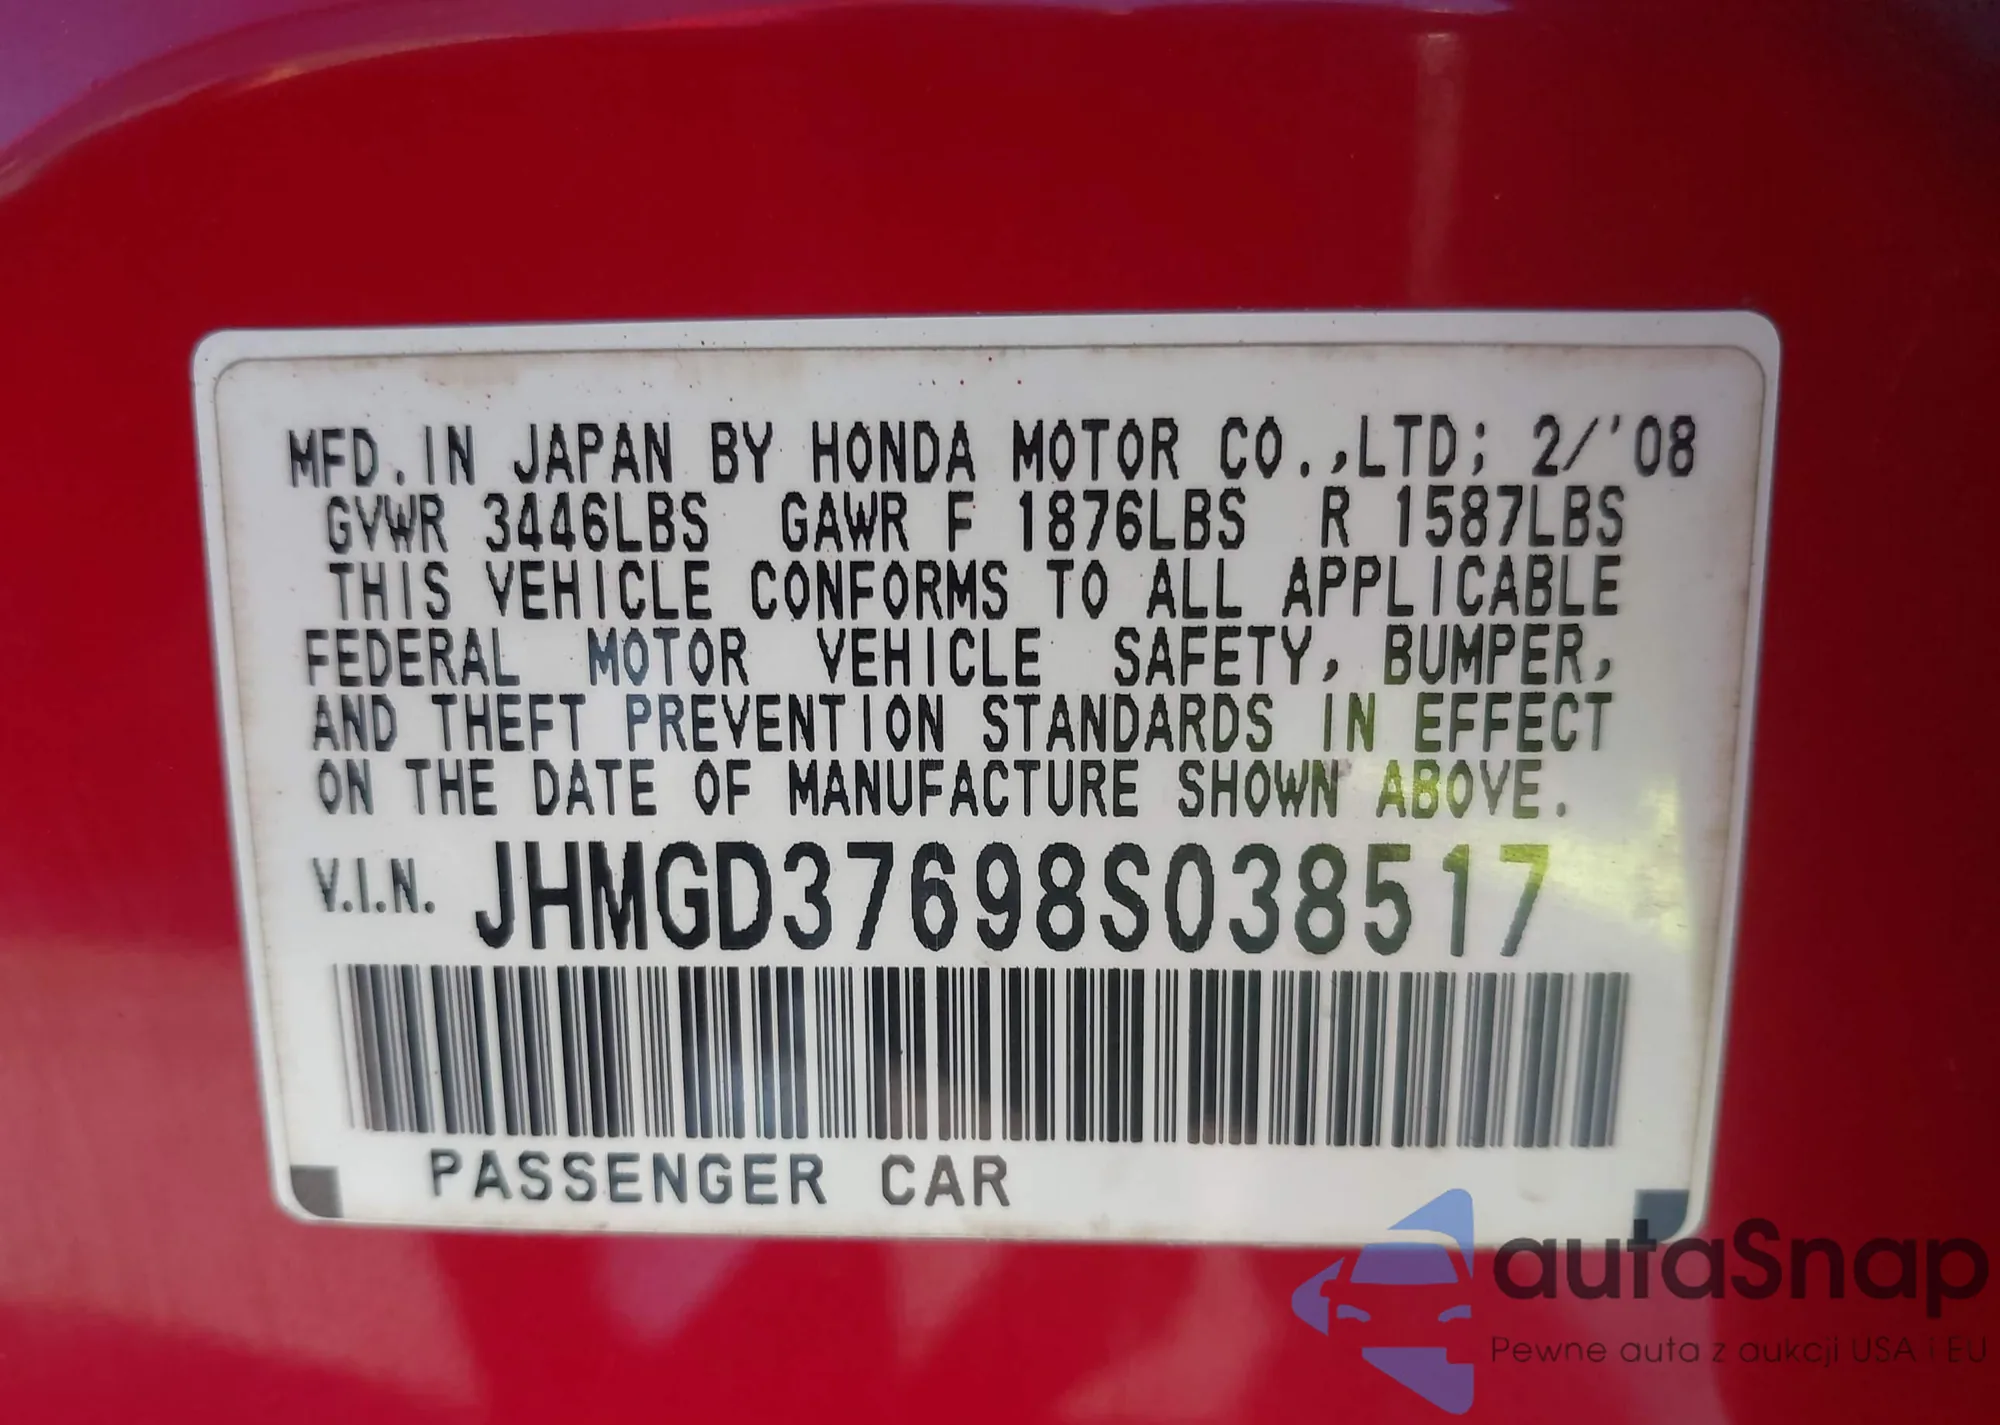 MFD. IN JAPAN BY HONDA MOTOR CO.,LTD; 2/'08
GVWR 3446LBS GAWR F 1876LBS R 1587LBS
THIS VEHICLE CONFORMS TO ALL APPLICABLE
FEDERAL MOTOR VEHICLE SAFETY, BUMPER,
AND THEFT PREVENTION STANDARDS IN EFFECT
ON THE DATE OF MANUFACTURE SHOWN ABOVE.
V.I.N. JHMGD37698S038517
PASSENGER CAR
autaSnap
Pewne auta z aukcji USA i EU